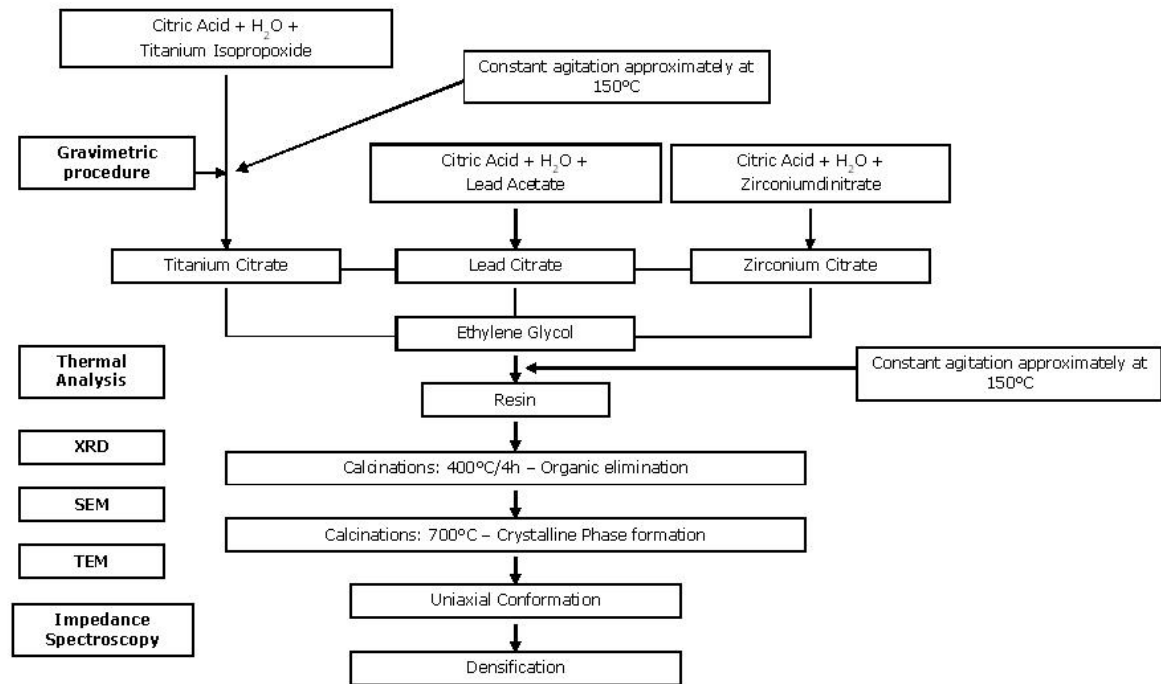 Citric Acid + H₂O +
Titanium Isopropoxide
Constant agitation approximately at
150ºC
Gravimetric
procedure
Citric Acid + H₂O +
Lead Acetate
Citric Acid + H₂O +
Zirconiumdinitrate
Titanium Citrate
Lead Citrate
Zirconium Citrate
Ethylene Glycol
Thermal
Analysis
Constant agitation approximately at
150ºC
Resin
XRD
Calcinations: 400ºC/4h – Organic elimination
SEM
Calcinations: 700ºC – Crystalline Phase formation
TEM
Uniaxial Conformation
Impedance
Spectroscopy
Densification